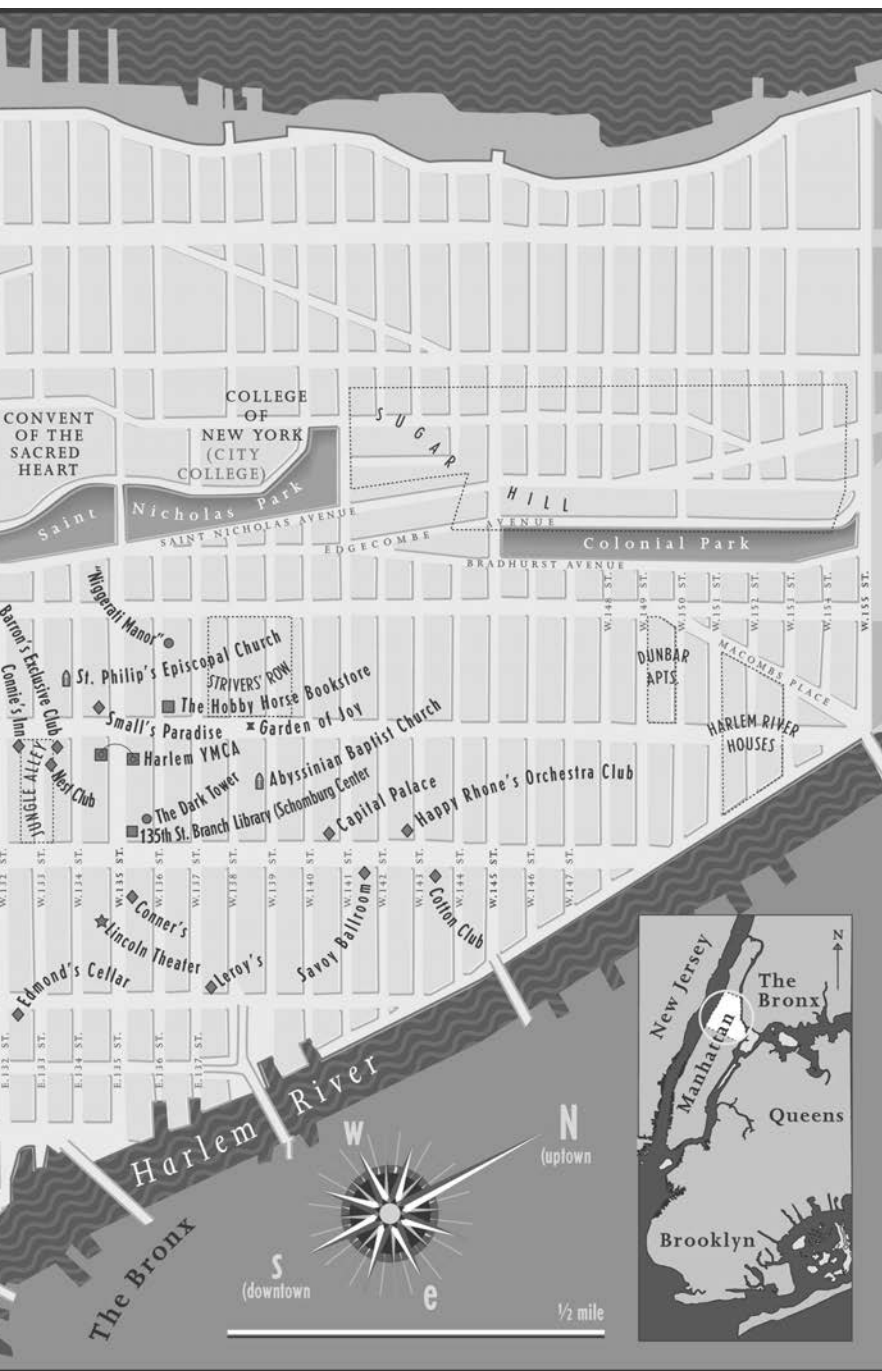 CONVENT
OF THE
SACRED
HEART
COLLEGE
OF
NEW YORK
(CITY
COLLEGE)
SUGAR
HILL
Saint Nicholas Park
SAINT NICHOLAS AVENUE
EDGECOMBE AVENUE
Colonial Park
BRADHURST AVENUE
W.148 ST.
W.149 ST.
W.150 ST.
W.151 ST.
W.152 ST.
W.153 ST.
W.154 ST.
W.155 ST.
MACOMBS PLACE
"Niggerati Manor"
Barron's Exclusive Club
Connie's Inn
St. Philip's Episcopal Church
STRIVERS' ROW
The Hobby Horse Bookstore
Small's Paradise
Garden of Joy
Harlem YMCA
Nest Club
JUNGLE ALLEY
Abyssinian Baptist Church
The Dark Tower
135th St. Branch Library (Schomburg Center
Capital Palace
Happy Rhone's Orchestra Club
DUNBAR
APTS.
HARLEM RIVER
HOUSES
W.132 ST.
W.133 ST.
W.134 ST.
W.135 ST.
W.136 ST.
W.137 ST.
W.138 ST.
W.139 ST.
W.140 ST.
W.141 ST.
W.142 ST.
W.143 ST.
W.144 ST.
W.145 ST.
W.146 ST.
W.147 ST.
Conner's
Lincoln Theater
Edmond's Cellar
Leroy's
Savoy Ballroom
Cotton Club
E.132 ST.
E.133 ST.
E.134 ST.
E.135 ST.
E.136 ST.
E.137 ST.
Harlem River
The Bronx
W
N
(uptown
S
(downtown
e
1/2 mile
N
New Jersey
The
Bronx
Manhattan
Queens
Brooklyn